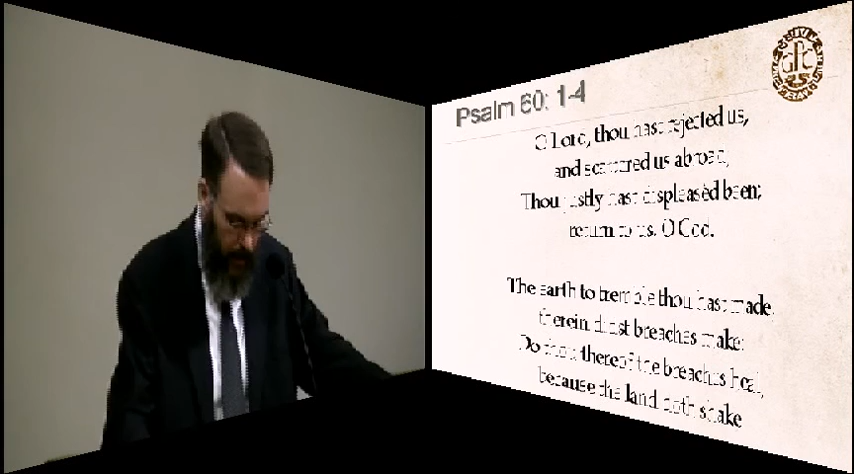 Psalm 60: 1-4
O Lord, thou hast rejected us,
and scattered us abroad;
Thou justly hast displeasèd been;
return to us, O God.
The earth to tremble thou hast made,
therein didst breaches make:
Do thou thereof the breaches heal,
because the land doth shake
GPC